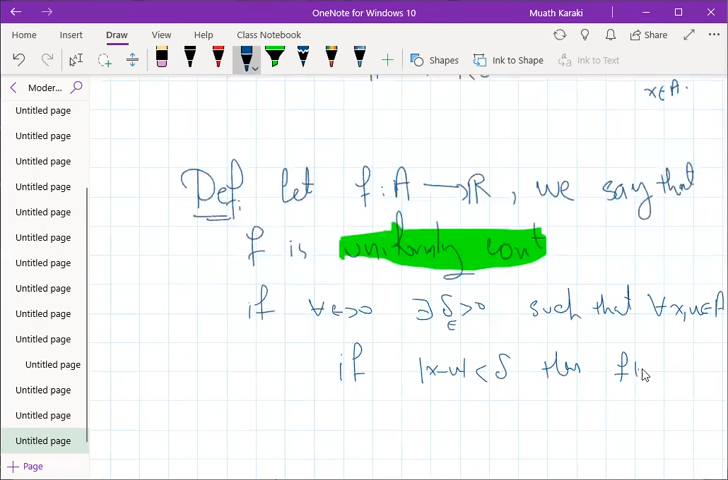 OneNote for Windows 10
Muath Karaki
Home Insert Draw View Help Class Notebook
Share
Shapes
Ink to Shape
Ink to Text
Moder...
Untitled page
Untitled page
Untitled page
Untitled page
Untitled page
Untitled page
Untitled page
Untitled page
Untitled page
Untitled page
Untitled page
Untitled page
Untitled page
Untitled page
+ Page
x∈A.
Def: let f: A → R, we say that
f is uniformly cont
if ∀ε>0 ∃δ_ε>0 such that ∀x,u∈A
if |x-u| < δ then f(